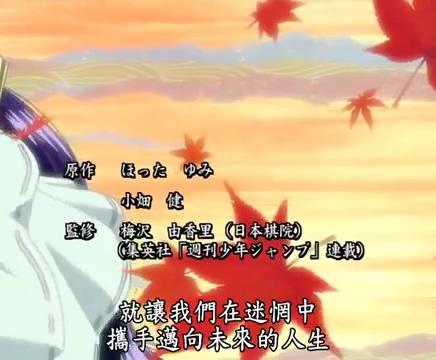 原作 ほった ゆみ
小畑 健
監修 梅沢 由香里 (日本棋院)
(集英社「週刊少年ジャンプ」連載)
就讓我們在迷惘中
攜手邁向未來的人生